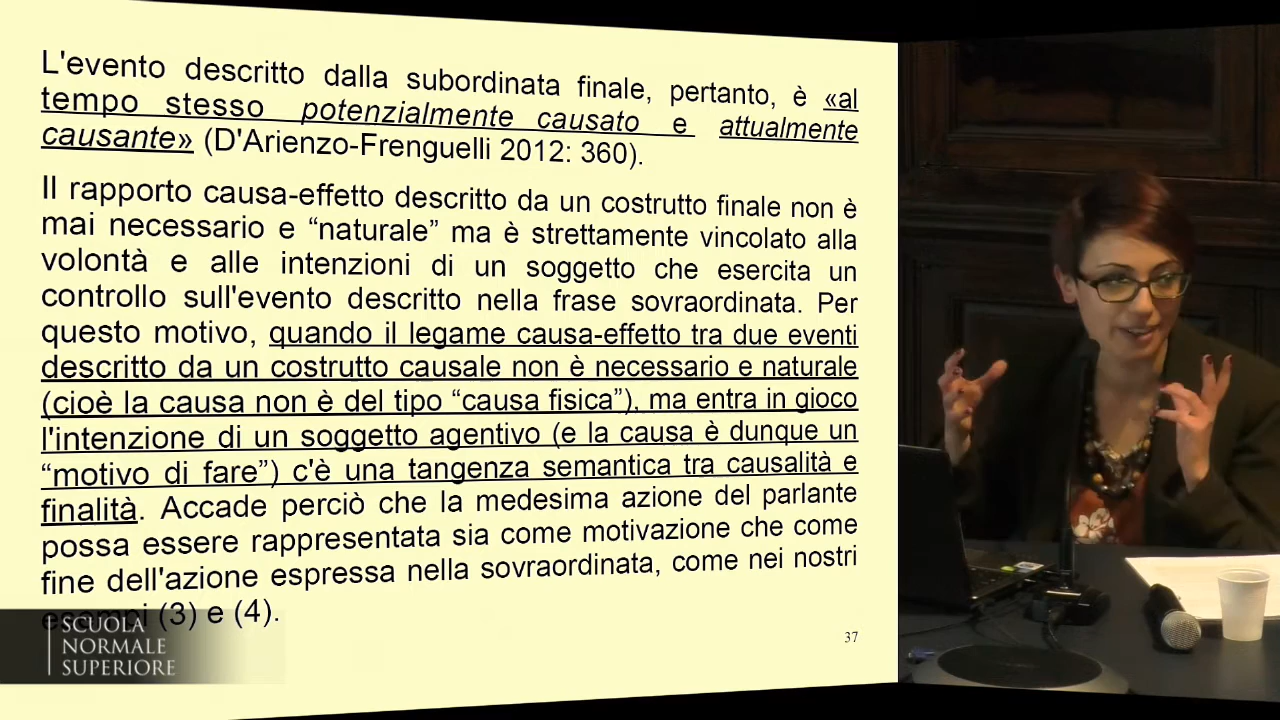 L'evento descritto dalla subordinata finale, pertanto, è «al
tempo stesso potenzialmente causato e attualmente
causante» (D'Arienzo-Frenguelli 2012: 360).
Il rapporto causa-effetto descritto da un costrutto finale non è
mai necessario e “naturale” ma è strettamente vincolato alla
volontà e alle intenzioni di un soggetto che esercita un
controllo sull'evento descritto nella frase sovraordinata. Per
questo motivo, quando il legame causa-effetto tra due eventi
descritto da un costrutto causale non è necessario e naturale
(cioè la causa non è del tipo “causa fisica”), ma entra in gioco
l'intenzione di un soggetto agentivo (e la causa è dunque un
“motivo di fare”) c'è una tangenza semantica tra causalità e
finalità. Accade perciò che la medesima azione del parlante
possa essere rappresentata sia come motivazione che come
fine dell'azione espressa nella sovraordinata, come nei nostri
esempi (3) e (4).
37
SCUOLA
NORMALE
SUPERIORE